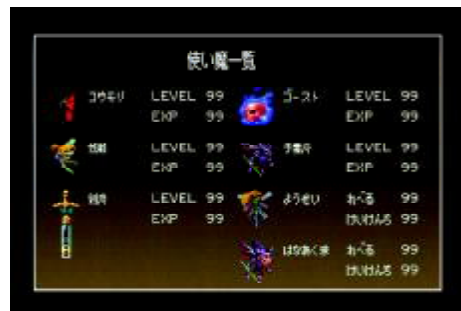 使い魔一覧
コウモリ LEVEL 99
EXP 99
ゴースト LEVEL 99
EXP 99
妖精 LEVEL 99
EXP 99
LEVEL 99
EXP 99
剣魔 LEVEL 99
EXP 99
ようせい れべる 99
けいけんち 99
はなあくま れべる 99
けいけんち 99